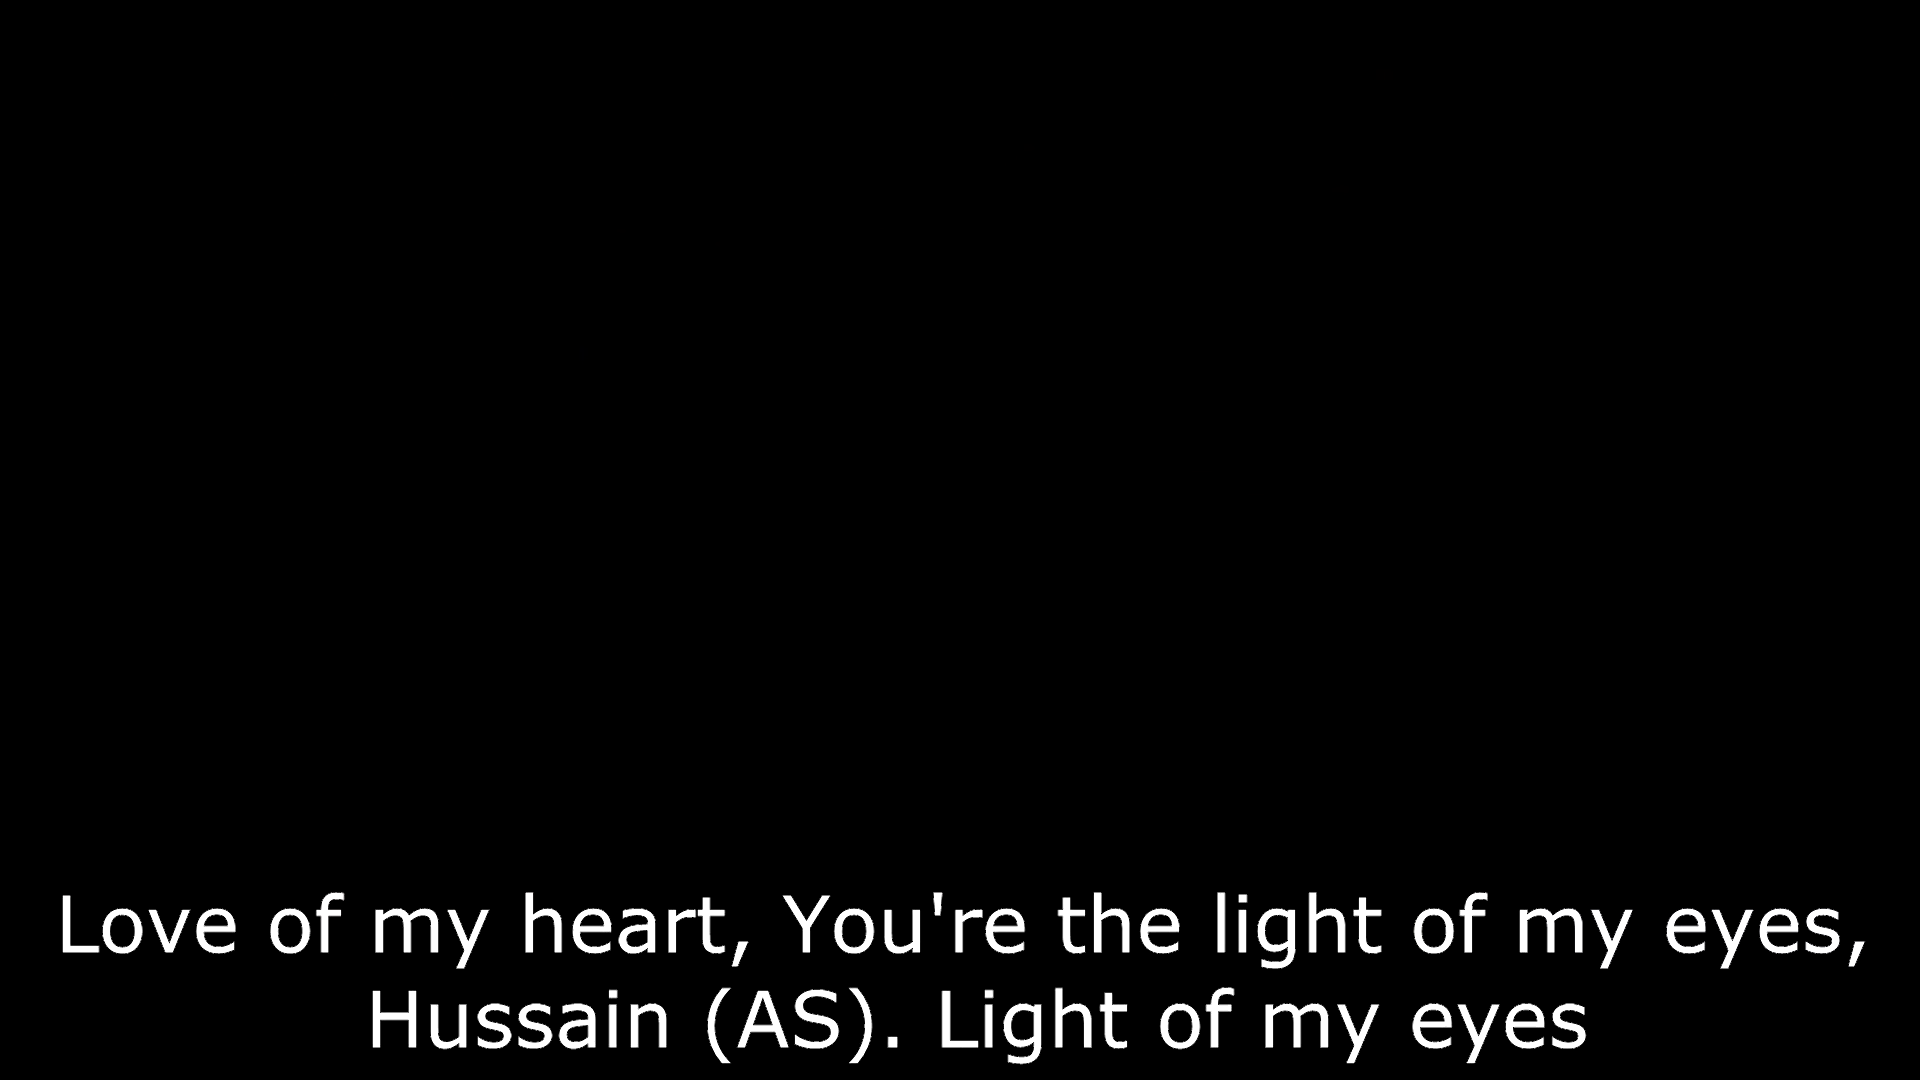 Love of my heart, You're the light of my eyes,
Hussain (AS). Light of my eyes